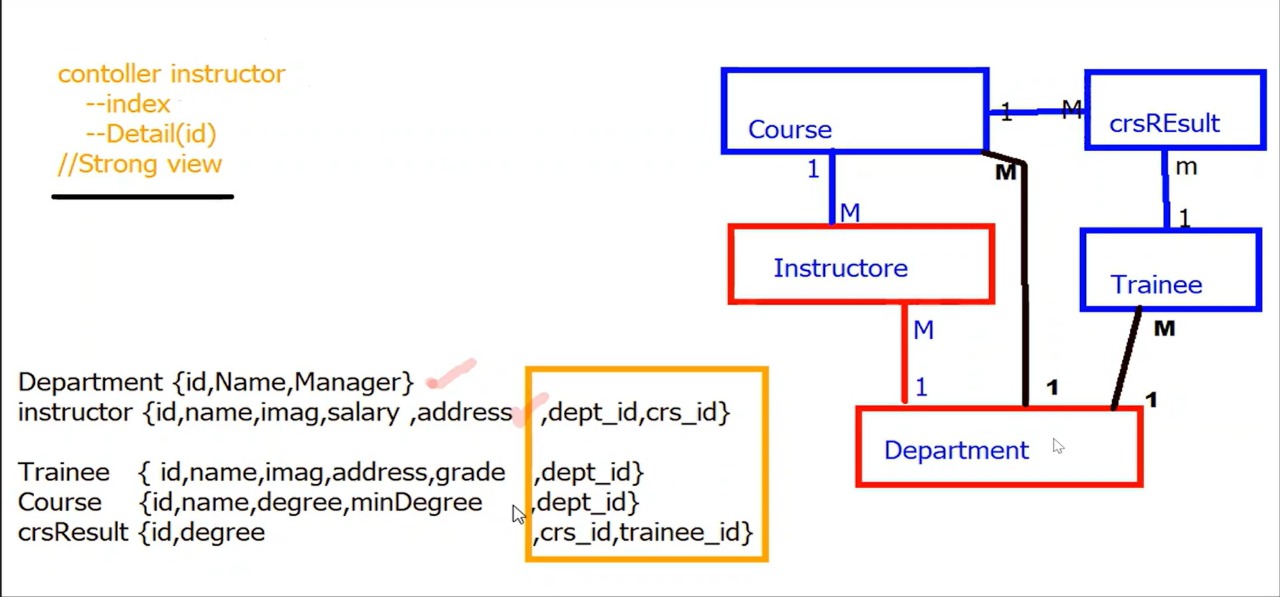 contoller instructor
--index
--Detail(id)
//Strong view
Course
1
M
crsREsult
1
M
M
m
1
Instructore
Trainee
M
1
M
1
1
Department
Department {id,Name,Manager}
instructor {id,name,imag,salary ,address ,dept_id,crs_id}
Trainee { id,name,imag,address,grade ,dept_id}
Course {id,name,degree,minDegree ,dept_id}
crsResult {id,degree ,crs_id,trainee_id}